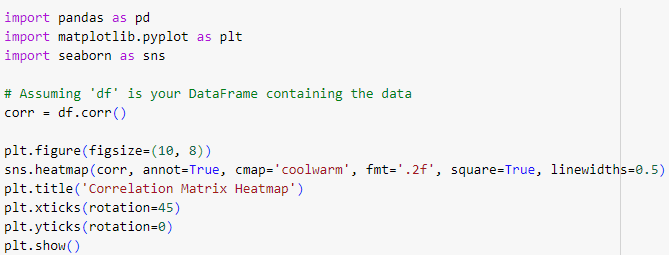 import pandas as pd
import matplotlib.pyplot as plt
import seaborn as sns
# Assuming 'df' is your DataFrame containing the data
corr = df.corr()
plt.figure(figsize=(10, 8))
sns.heatmap(corr, annot=True, cmap='coolwarm', fmt='.2f', square=True, linewidths=0.5)
plt.title('Correlation Matrix Heatmap')
plt.xticks(rotation=45)
plt.yticks(rotation=0)
plt.show()